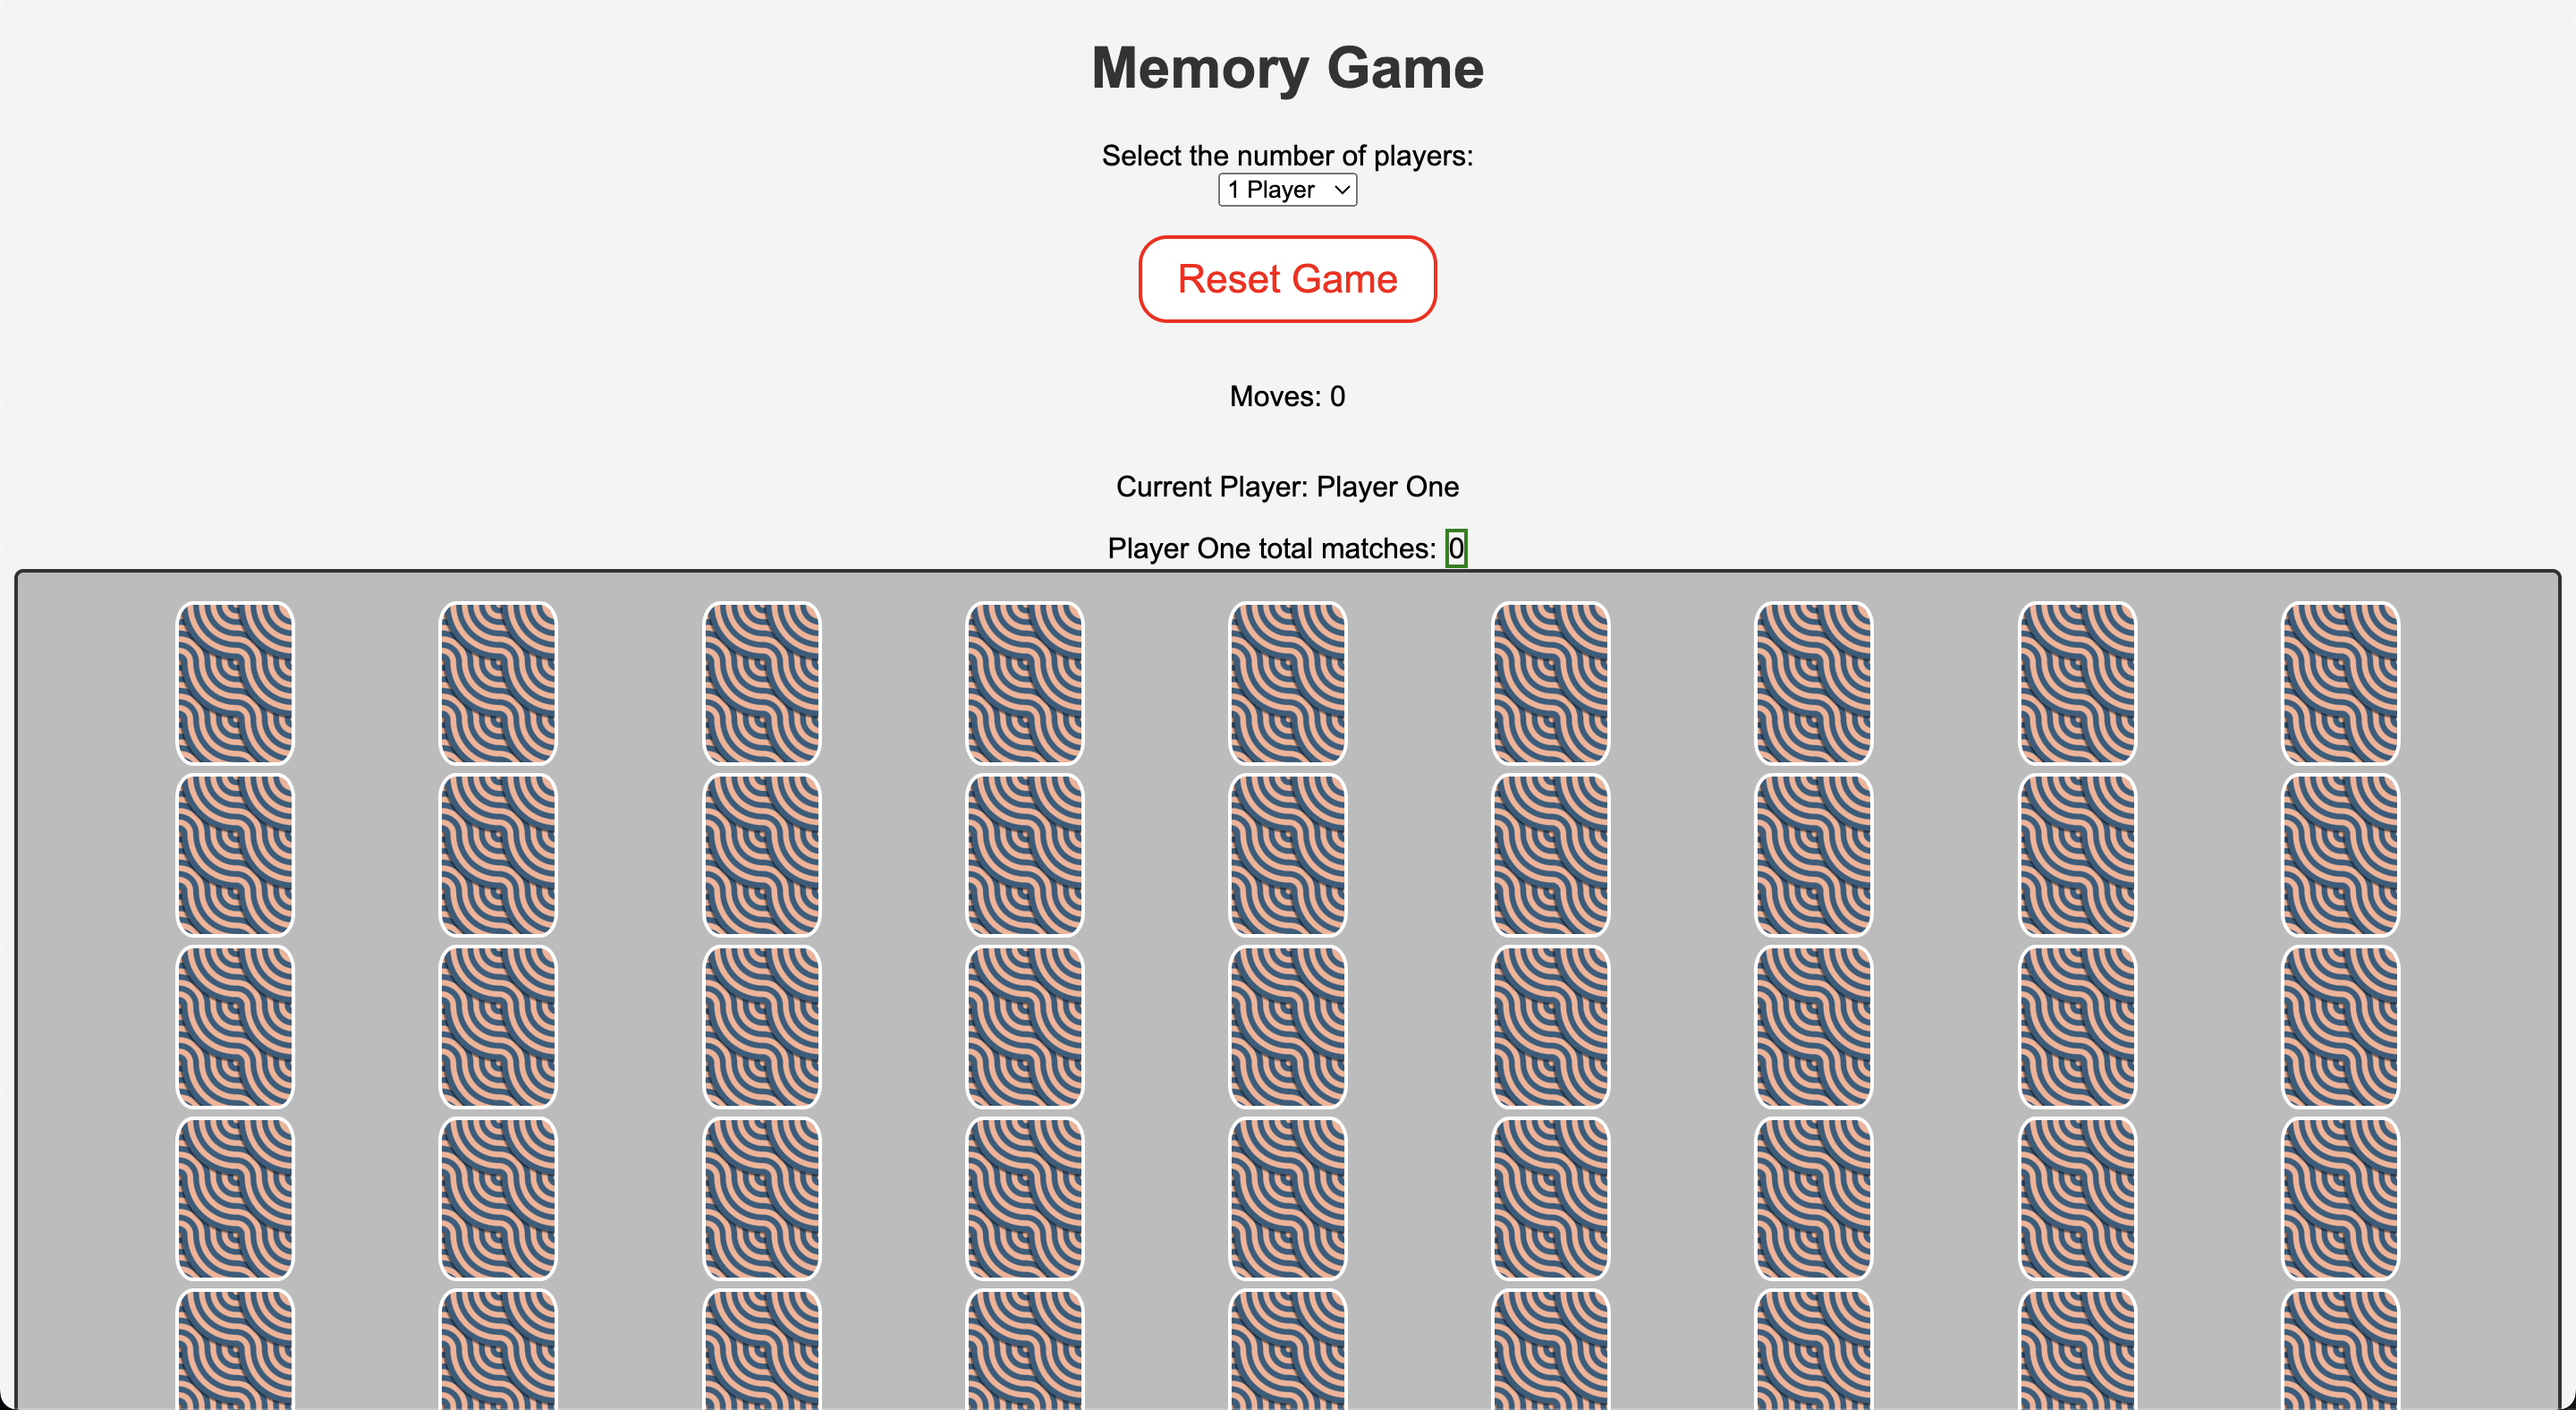 Memory Game
Select the number of players:
1 Player
Reset Game
Moves: 0
Current Player: Player One
Player One total matches: 0